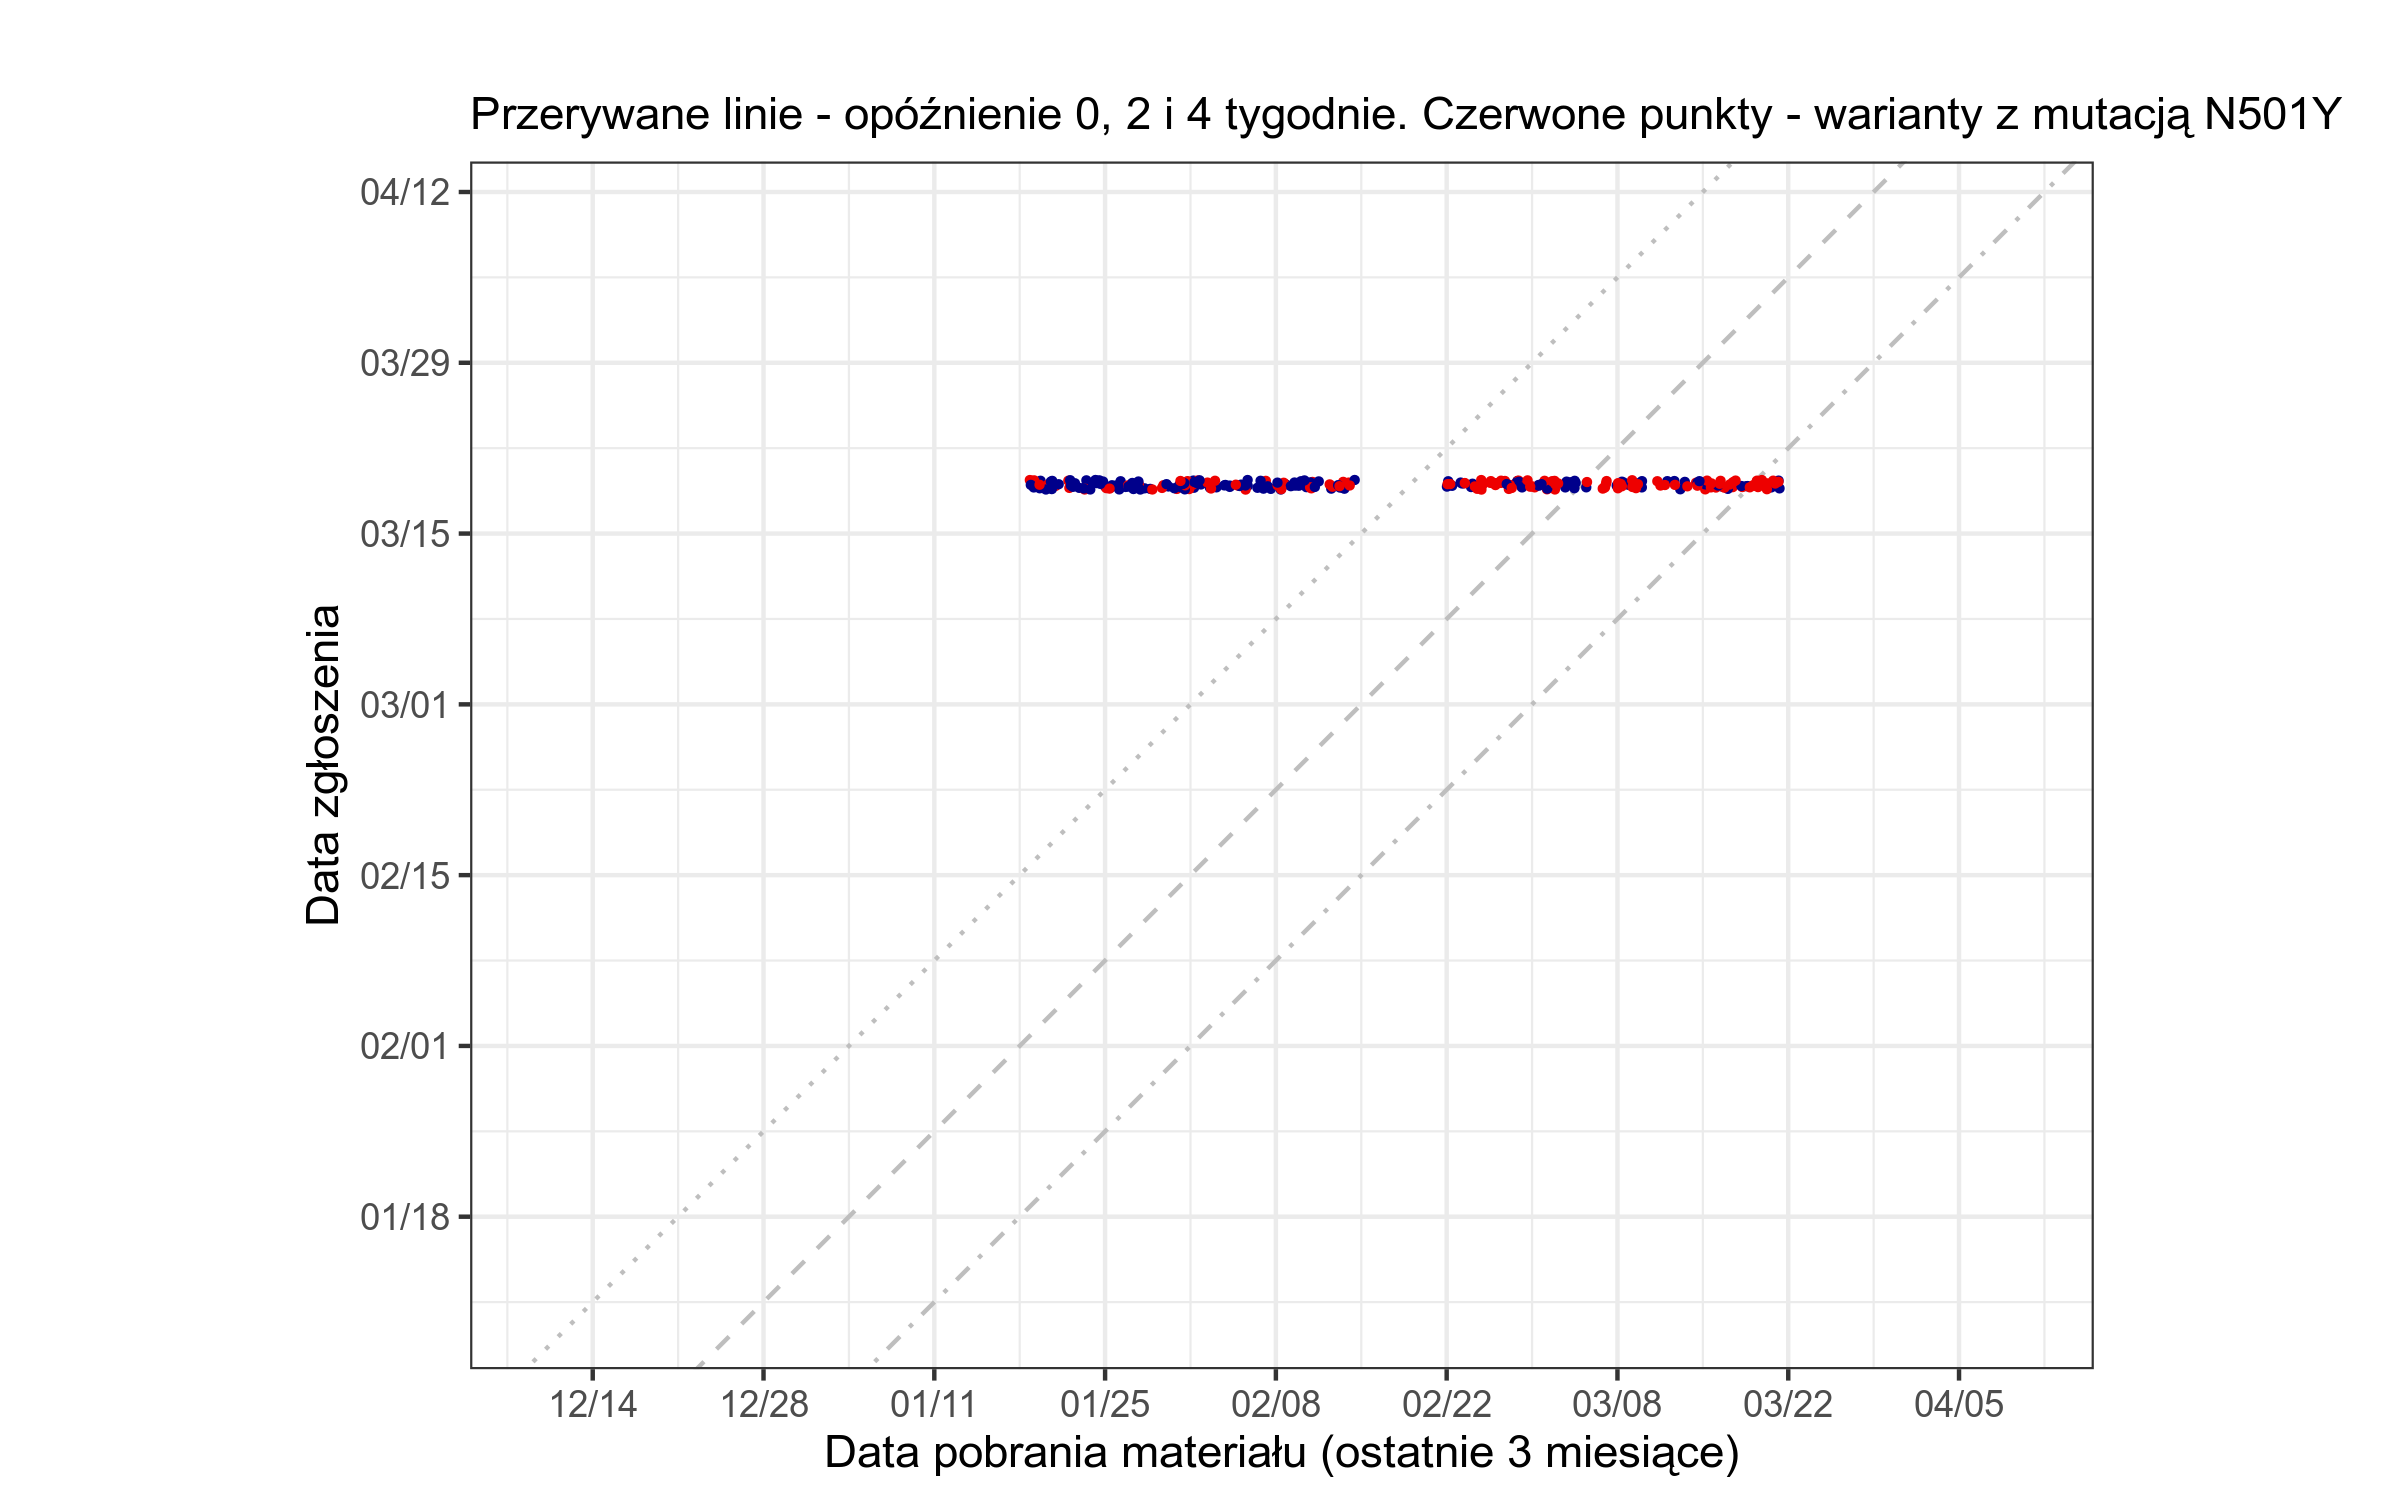 Przerywane linie - opóźnienie 0, 2 i 4 tygodnie. Czerwone punkty - warianty z mutacją N501Y
04/12
03/29
03/15
03/01
02/15
02/01
01/18
Data zgłoszenia
12/14 12/28 01/11 01/25 02/08 02/22 03/08 03/22 04/05
Data pobrania materiału (ostatnie 3 miesiące)